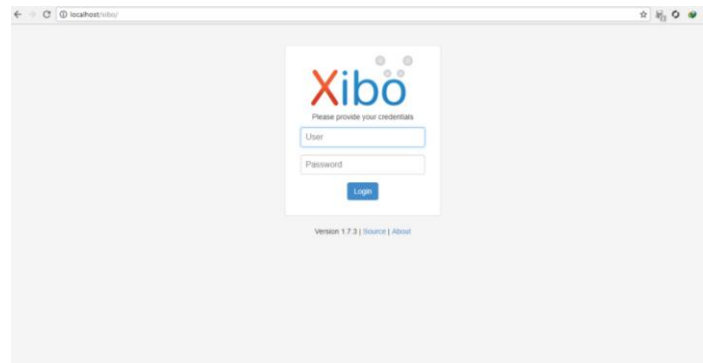 localhost/xibo/
Xibo
Please provide your credentials
User
Password
Login
Version 1.7.3 | Source | About